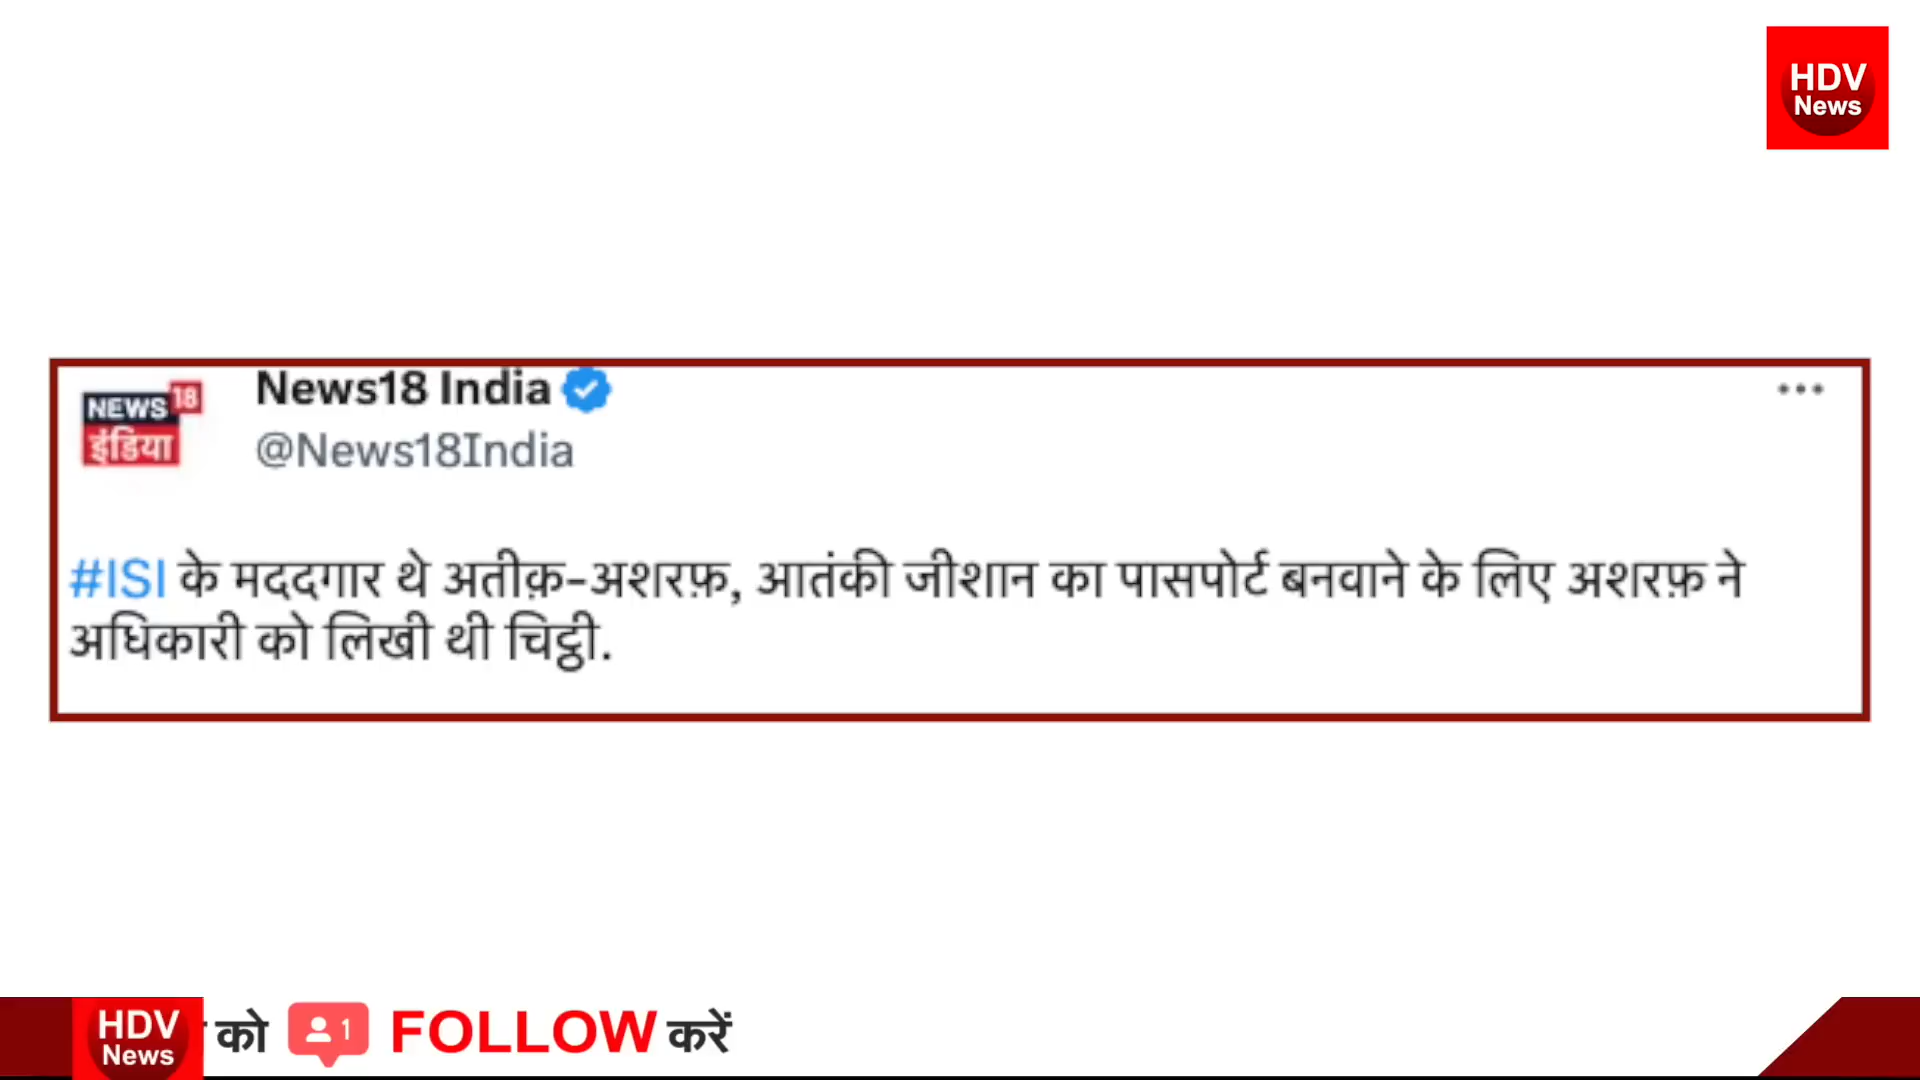 HDV
News
NEWS 18
इंडिया
News18 India
@News18India
#ISI के मददगार थे अतीक़-अशरफ़, आतंकी जीशान का पासपोर्ट बनवाने के लिए अशरफ़ ने
अधिकारी को लिखी थी चिट्ठी.
HDV
News
को 1 FOLLOW करें